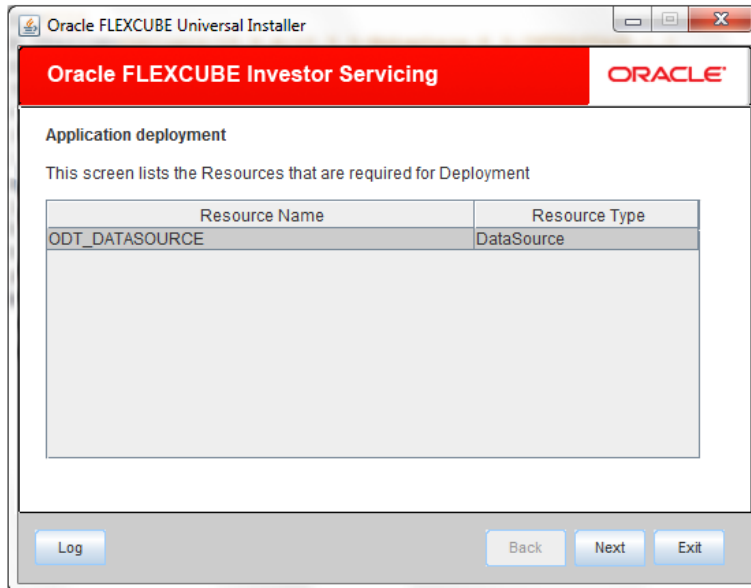 Oracle FLEXCUBE Universal Installer
Oracle FLEXCUBE Investor Servicing
ORACLE
Application deployment
This screen lists the Resources that are required for Deployment
Resource Name Resource Type
ODT_DATASOURCE DataSource
Log Back Next Exit